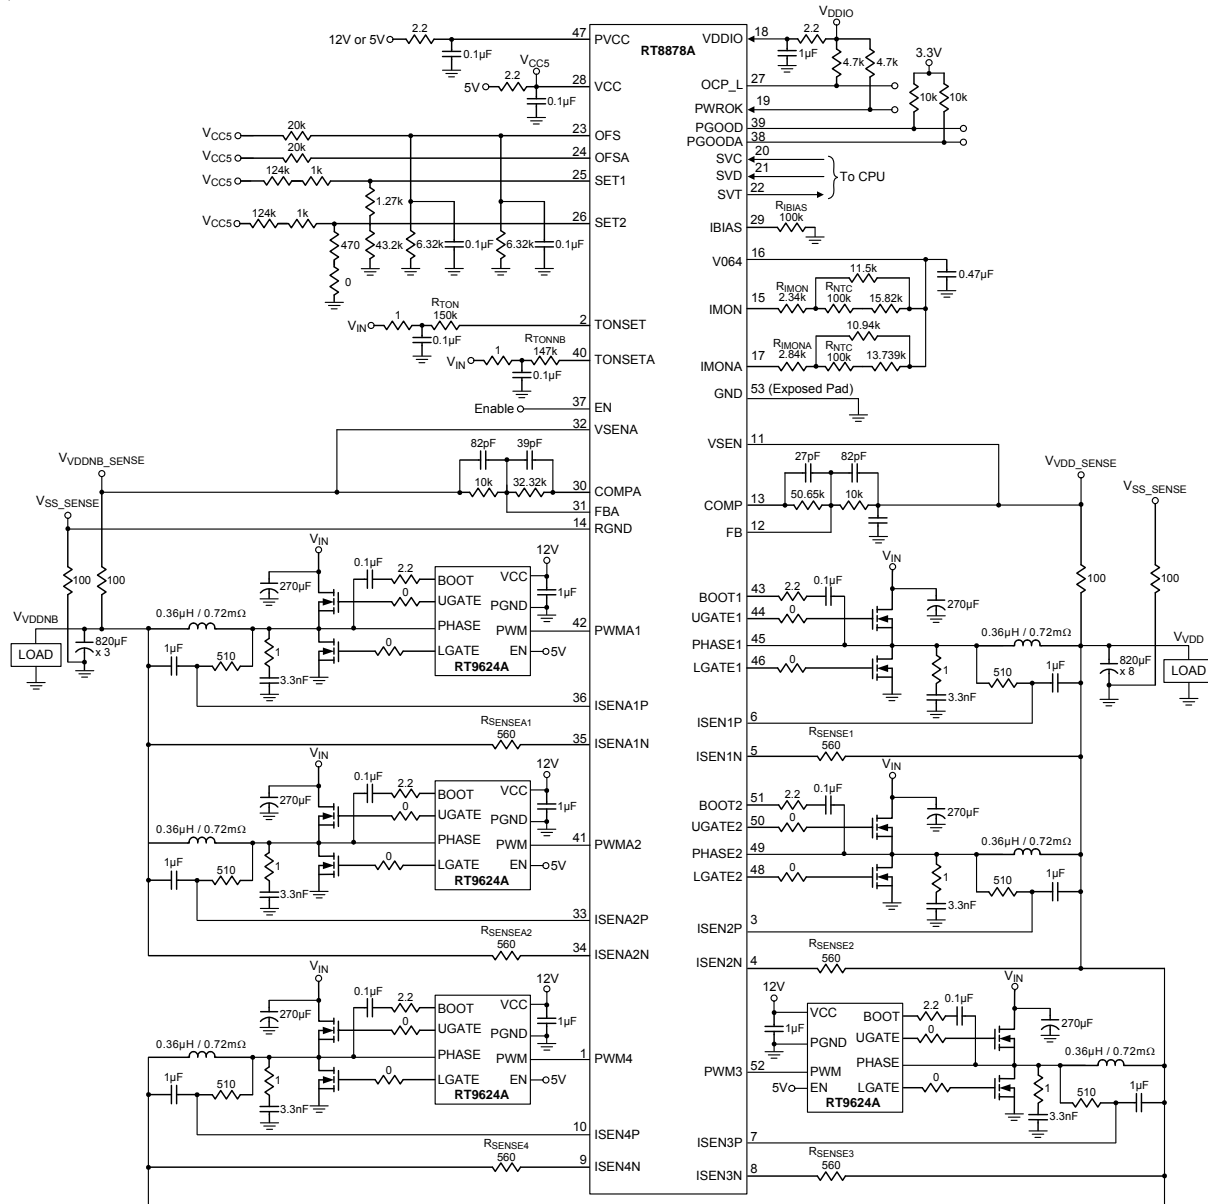 RT8878A
12V or 5V
2.2
47
PVCC
0.1µF
VCC5
5V
2.2
28
VCC
0.1µF
VCC5
20k
23
OFS
VCC5
20k
24
OFSA
VCC5
124k
1k
25
SET1
1.27k
VCC5
124k
1k
26
SET2
470
43.2k
6.32k
0.1µF
6.32k
0.1µF
0
VIN
1
RTON
150k
2
TONSET
0.1µF
VIN
1
RTONNB
147k
40
TONSETA
0.1µF
Enable
37
EN
32
VSENA
VVDDNB_SENSE
82pF
39pF
10k
32.32k
30
COMPA
31
FBA
VSS_SENSE
14
RGND
100
100
VIN
270µF
0.1µF
2.2
0
0
BOOT
UGATE
PHASE
LGATE
VCC
PGND
PWM
EN
RT9624A
12V
1µF
5V
42
PWMA1
VVDDNB
LOAD
820µF
x 3
0.36µH / 0.72mΩ
1µF
510
1
3.3nF
36
ISENA1P
RSENSEA1
560
35
ISENA1N
VIN
270µF
0.1µF
2.2
0
0
BOOT
UGATE
PHASE
LGATE
VCC
PGND
PWM
EN
RT9624A
12V
1µF
5V
41
PWMA2
0.36µH / 0.72mΩ
1µF
510
1
3.3nF
33
ISENA2P
RSENSEA2
560
34
ISENA2N
VIN
270µF
0.1µF
2.2
0
0
BOOT
UGATE
PHASE
LGATE
VCC
PGND
PWM
EN
RT9624A
12V
1µF
5V
1
PWM4
0.36µH / 0.72mΩ
1µF
510
1
3.3nF
10
ISEN4P
RSENSE4
560
9
ISEN4N
VDDIO
VDDIO
18
2.2
1µF
4.7k
4.7k
3.3V
10k
10k
OCP_L
27
PWROK
19
PGOOD
39
PGOODA
38
SVC
20
SVD
21
SVT
22
To CPU
IBIAS
29
RIBIAS
100k
V064
16
0.47µF
11.5k
IMON
15
RIMON
2.34k
RNTC
100k
15.82k
10.94k
IMONA
17
RIMONA
2.84k
RNTC
100k
13.739k
GND
53 (Exposed Pad)
VSEN
11
VVDD_SENSE
VSS_SENSE
27pF
82pF
COMP
13
50.65k
10k
FB
12
100
100
VIN
270µF
BOOT1
43
2.2
0.1µF
UGATE1
44
0
PHASE1
45
LGATE1
46
0
0.36µH / 0.72mΩ
1
3.3nF
510
1µF
820µF
x 8
VVDD
LOAD
ISEN1P
6
ISEN1N
5
RSENSE1
560
VIN
270µF
BOOT2
51
2.2
0.1µF
UGATE2
50
0
PHASE2
49
LGATE2
48
0
0.36µH / 0.72mΩ
1
3.3nF
510
1µF
ISEN2P
3
ISEN2N
4
RSENSE2
560
12V
1µF
VCC
PGND
PWM
EN
BOOT
UGATE
PHASE
LGATE
RT9624A
5V
PWM3
52
2.2
0.1µF
0
0
VIN
270µF
0.36µH / 0.72mΩ
1
3.3nF
510
1µF
ISEN3P
7
ISEN3N
8
RSENSE3
560